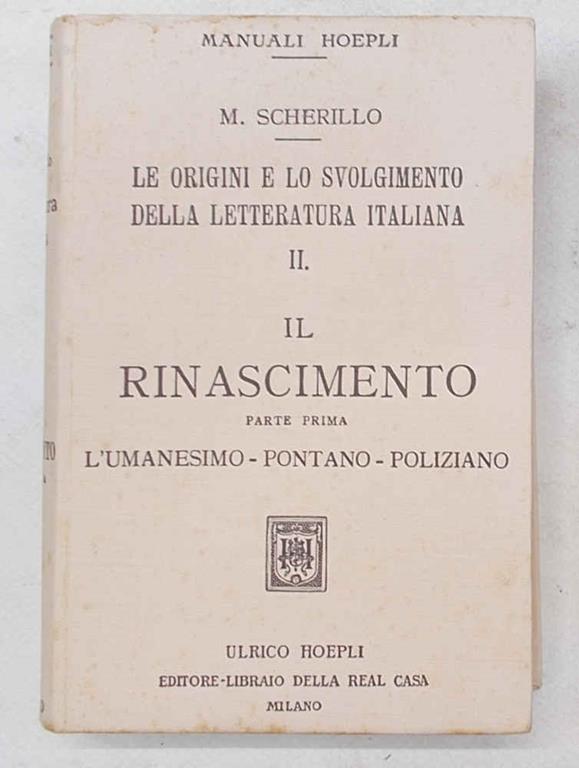 MANUALI HOEPLI
M. SCHERILLO
LE ORIGINI E LO SVOLGIMENTO
DELLA LETTERATURA ITALIANA
II.
IL
RINASCIMENTO
PARTE PRIMA
L'UMANESIMO - PONTANO - POLIZIANO
ULRICO HOEPLI
EDITORE-LIBRAIO DELLA REAL CASA
MILANO